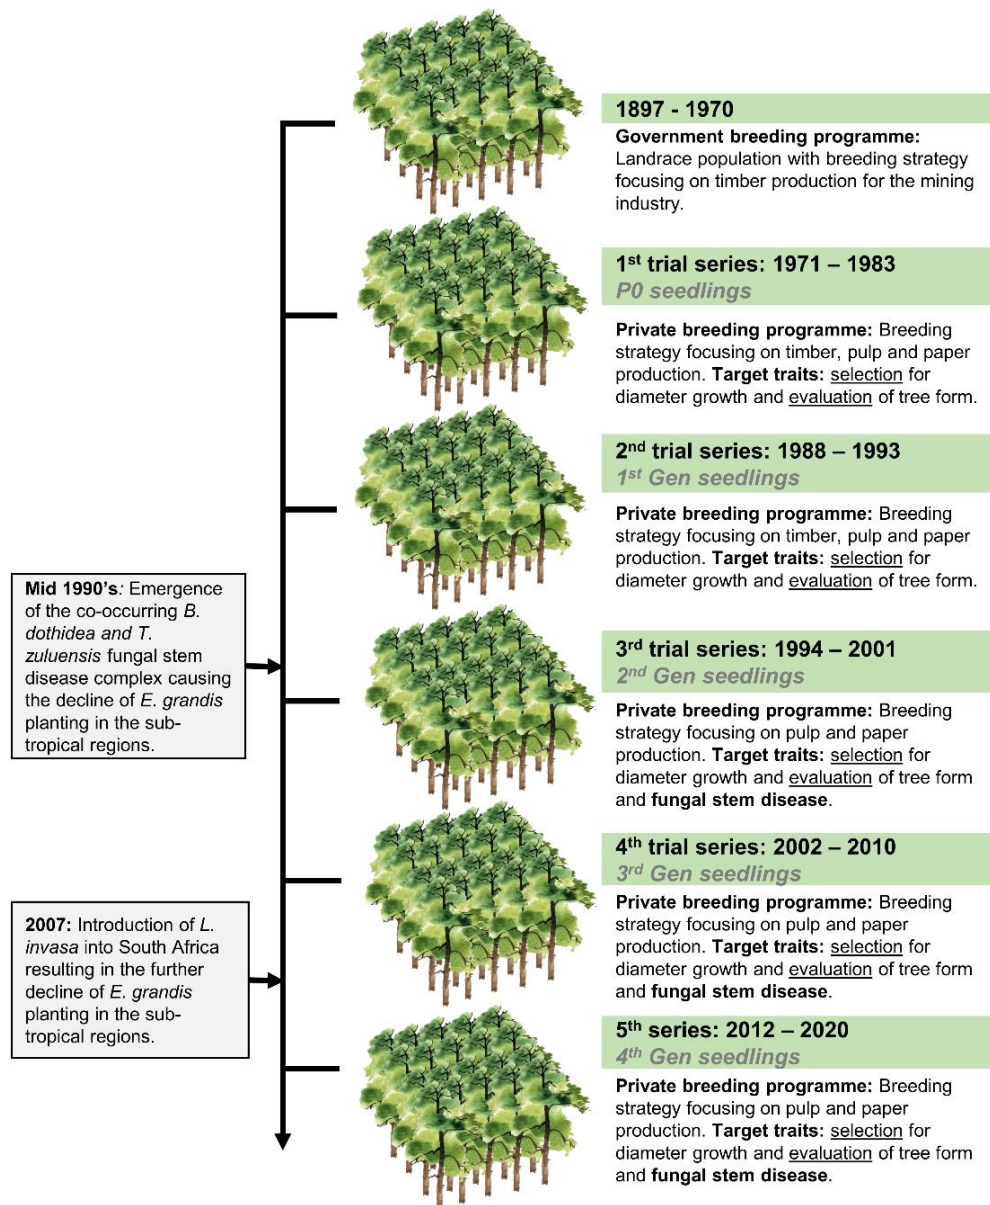 1897 - 1970
Government breeding programme:
Landrace population with breeding strategy
focusing on timber production for the mining
industry.
1st trial series: 1971 – 1983
P0 seedlings
Private breeding programme: Breeding
strategy focusing on timber, pulp and paper
production. Target traits: selection for
diameter growth and evaluation of tree form.
2nd trial series: 1988 – 1993
1st Gen seedlings
Private breeding programme: Breeding
strategy focusing on timber, pulp and paper
production. Target traits: selection for
diameter growth and evaluation of tree form.
Mid 1990’s: Emergence
of the co-occurring B.
dothidea and T.
zuluensis fungal stem
disease complex causing
the decline of E. grandis
planting in the sub-
tropical regions.
3rd trial series: 1994 – 2001
2nd Gen seedlings
Private breeding programme: Breeding
strategy focusing on pulp and paper
production. Target traits: selection for
diameter growth and evaluation of tree form
and fungal stem disease.
4th trial series: 2002 – 2010
3rd Gen seedlings
Private breeding programme: Breeding
strategy focusing on pulp and paper
production. Target traits: selection for
diameter growth and evaluation of tree form
and fungal stem disease.
2007: Introduction of L.
invasa into South Africa
resulting in the further
decline of E. grandis
planting in the sub-
tropical regions.
5th series: 2012 – 2020
4th Gen seedlings
Private breeding programme: Breeding
strategy focusing on pulp and paper
production. Target traits: selection for
diameter growth and evaluation of tree form
and fungal stem disease.